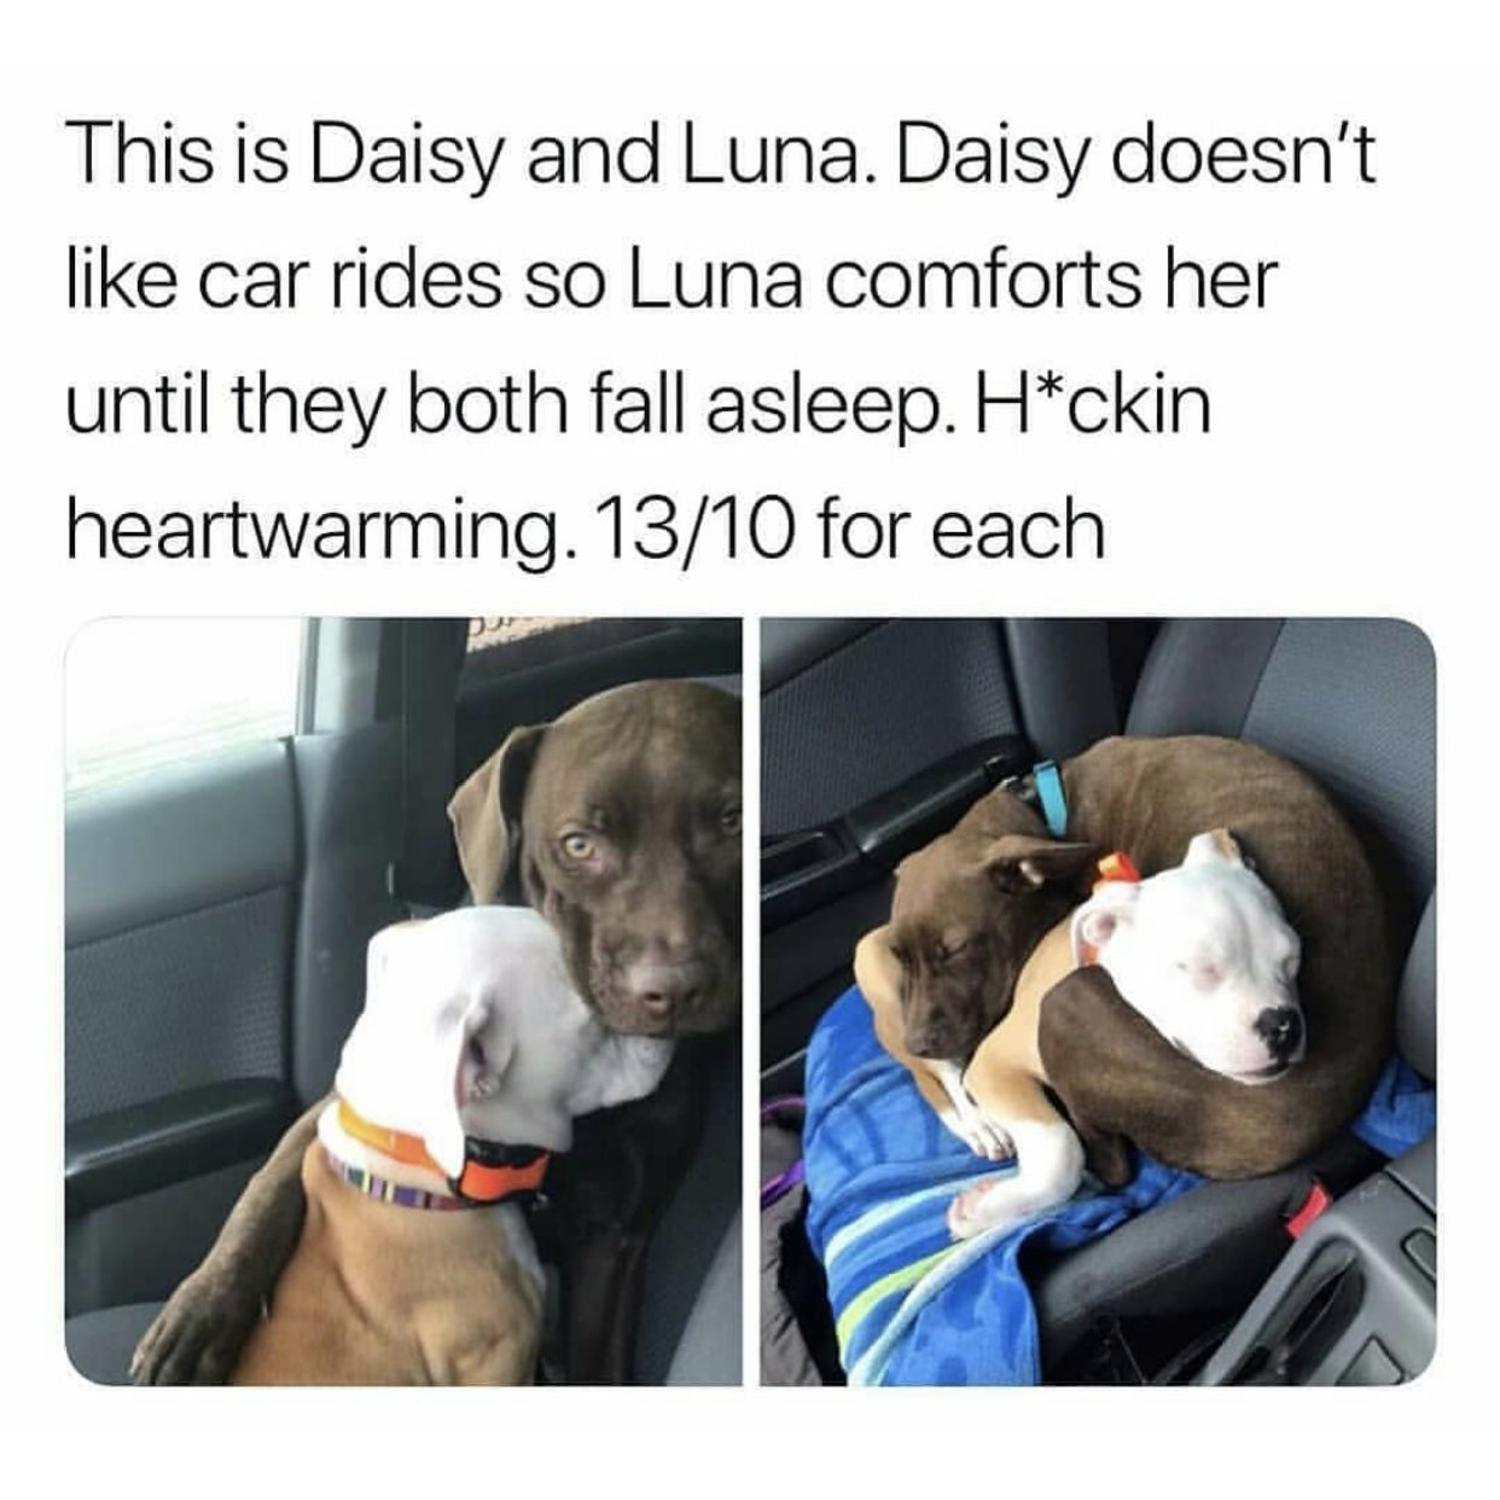 This is Daisy and Luna. Daisy doesn’t
like car rides so Luna comforts her
until they both fall asleep. H*ckin
heartwarming. 13/10 for each